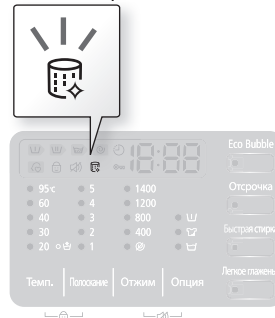 18:88
Eco Bubble
95 c 5 1400
Отсрочка
60 4 1200
40 3 800
Быстрая стирка
30 2 400
20 1
Легкое глажень
Темп. Полоскание Отжим Опция